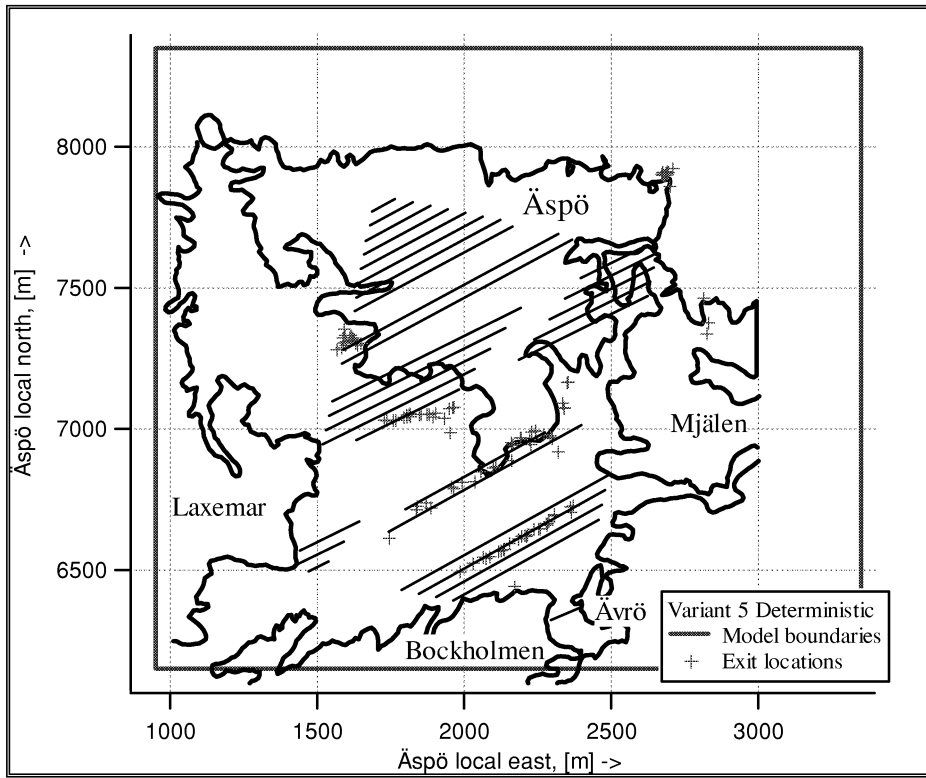 8000
7500
7000
6500
Äspö local north, [m] ->
Äspö
Mjälen
Laxemar
Ävrö
Bockholmen
Variant 5 Deterministic
Model boundaries
Exit locations
1000 1500 2000 2500 3000
Äspö local east, [m] ->